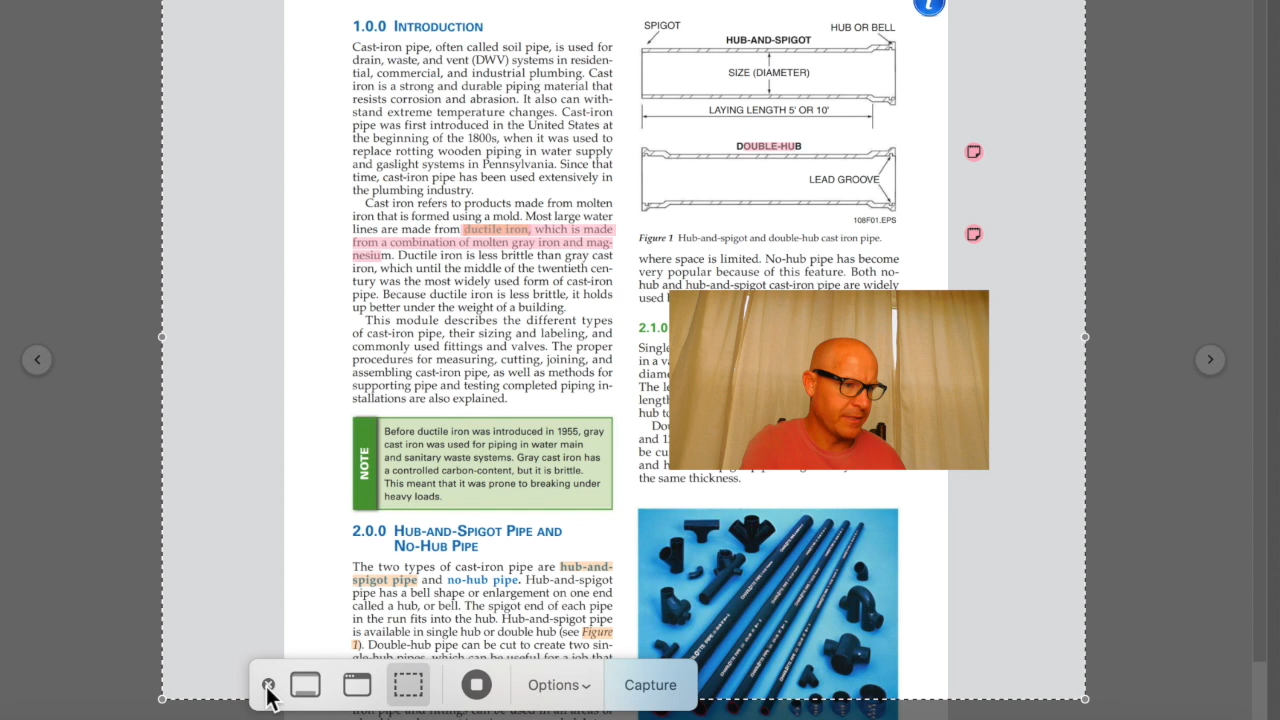 1.0.0 INTRODUCTION
Cast-iron pipe, often called soil pipe, is used for
drain, waste, and vent (DWV) systems in residen-
tial, commercial, and industrial plumbing. Cast
iron is a strong and durable piping material that
resists corrosion and abrasion. It also can with-
stand extreme temperature changes. Cast-iron
pipe was first introduced in the United States at
the beginning of the 1800s, when it was used to
replace rotting wooden piping in water supply
and gaslight systems in Pennsylvania. Since that
time, cast-iron pipe has been used extensively in
the plumbing industry.
Cast iron refers to products made from molten
iron that is formed using a mold. Most large water
lines are made from ductile iron, which is made
from a combination of molten gray iron and mag-
nesium. Ductile iron is less brittle than gray cast
iron, which until the middle of the twentieth cen-
tury was the most widely used form of cast-iron
pipe. Because ductile iron is less brittle, it holds
up better under the weight of a building.
This module describes the different types
of cast-iron pipe, their sizing and labeling, and
commonly used fittings and valves. The proper
procedures for measuring, cutting, joining, and
assembling cast-iron pipe, as well as methods for
supporting pipe and testing completed piping in-
stallations are also explained.
NOTE
Before ductile iron was introduced in 1955, gray
cast iron was used for piping in water main
and sanitary waste systems. Gray cast iron has
a controlled carbon-content, but it is brittle.
This meant that it was prone to breaking under
heavy loads.
2.0.0 HUB-AND-SPIGOT PIPE AND
NO-HUB PIPE
The two types of cast-iron pipe are hub-and-
spigot pipe and no-hub pipe. Hub-and-spigot
pipe has a bell shape or enlargement on one end
called a hub, or bell. The spigot end of each pipe
in the run fits into the hub. Hub-and-spigot pipe
is available in single hub or double hub (see Figure
1). Double-hub pipe can be cut to create two sin-
gle-hub pipes, which can be useful for a job that
SPIGOT
HUB OR BELL
HUB-AND-SPIGOT
SIZE (DIAMETER)
LAYING LENGTH 5' OR 10'
DOUBLE-HUB
LEAD GROOVE
108F01.EPS
Figure 1 Hub-and-spigot and double-hub cast iron pipe.
where space is limited. No-hub pipe has become
very popular because of this feature. Both no-
hub and hub-and-spigot cast-iron pipe are widely
used
2.1.0
Single
in a
The
length
hub
and
be
and
the same thickness.
Options
Capture